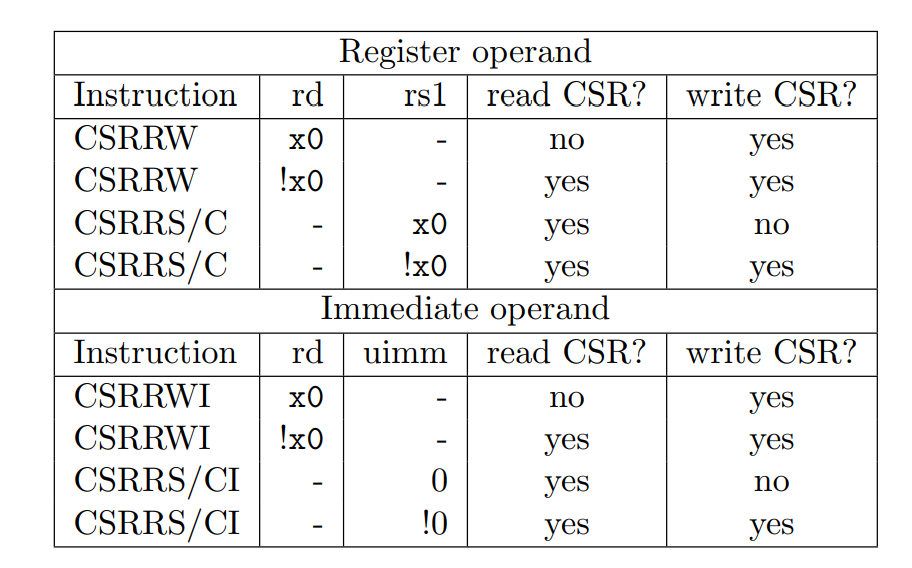 Register operand
Instruction rd rs1 read CSR? write CSR?
CSRRW x0 - no yes
CSRRW !x0 - yes yes
CSRRS/C - x0 yes no
CSRRS/C - !x0 yes yes
Immediate operand
Instruction rd uimm read CSR? write CSR?
CSRRWI x0 - no yes
CSRRWI !x0 - yes yes
CSRRS/CI - 0 yes no
CSRRS/CI - !0 yes yes